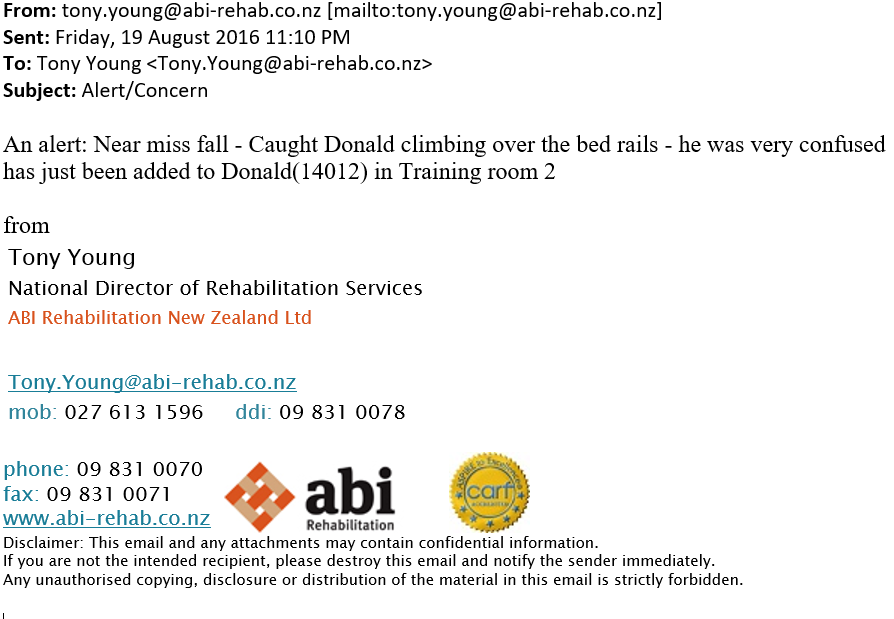 From: tony.young@abi-rehab.co.nz [mailto:tony.young@abi-rehab.co.nz]
Sent: Friday, 19 August 2016 11:10 PM
To: Tony Young <Tony.Young@abi-rehab.co.nz>
Subject: Alert/Concern
An alert: Near miss fall - Caught Donald climbing over the bed rails - he was very confused
has just been added to Donald(14012) in Training room 2
from
Tony Young
National Director of Rehabilitation Services
ABI Rehabilitation New Zealand Ltd
Tony.Young@abi-rehab.co.nz
mob: 027 613 1596 ddi: 09 831 0078
phone: 09 831 0070
fax: 09 831 0071
www.abi-rehab.co.nz
abi
Rehabilitation
ASPIRE to Excellence
carf
ACCREDITATION
Disclaimer: This email and any attachments may contain confidential information.
If you are not the intended recipient, please destroy this email and notify the sender immediately.
Any unauthorised copying, disclosure or distribution of the material in this email is strictly forbidden.